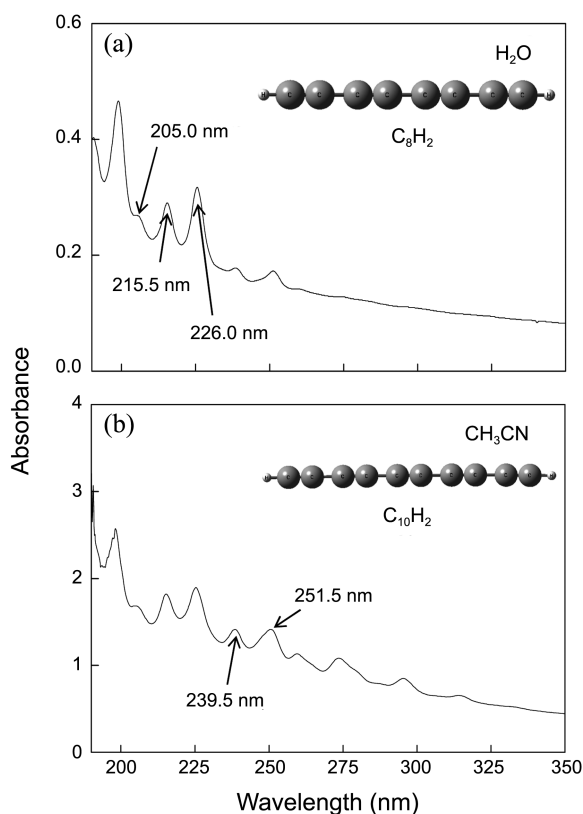 0.6
(a)
H₂O
C₈H₂
205.0 nm
0.4
215.5 nm
226.0 nm
0.2
0.0
Absorbance
4
(b)
CH₃CN
C₁₀H₂
3
251.5 nm
2
239.5 nm
1
0
200 225 250 275 300 325 350
Wavelength (nm)